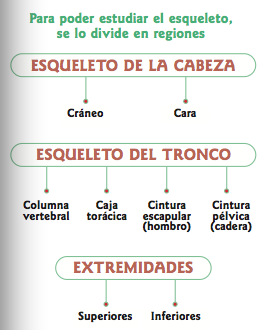 Para poder estudiar el esqueleto,
se lo divide en regiones
ESQUELETO DE LA CABEZA
Cráneo Cara
ESQUELETO DEL TRONCO
Columna Caja Cintura Cintura
vertebral torácica escapular pélvica
(hombro) (cadera)
EXTREMIDADES
Superiores Inferiores